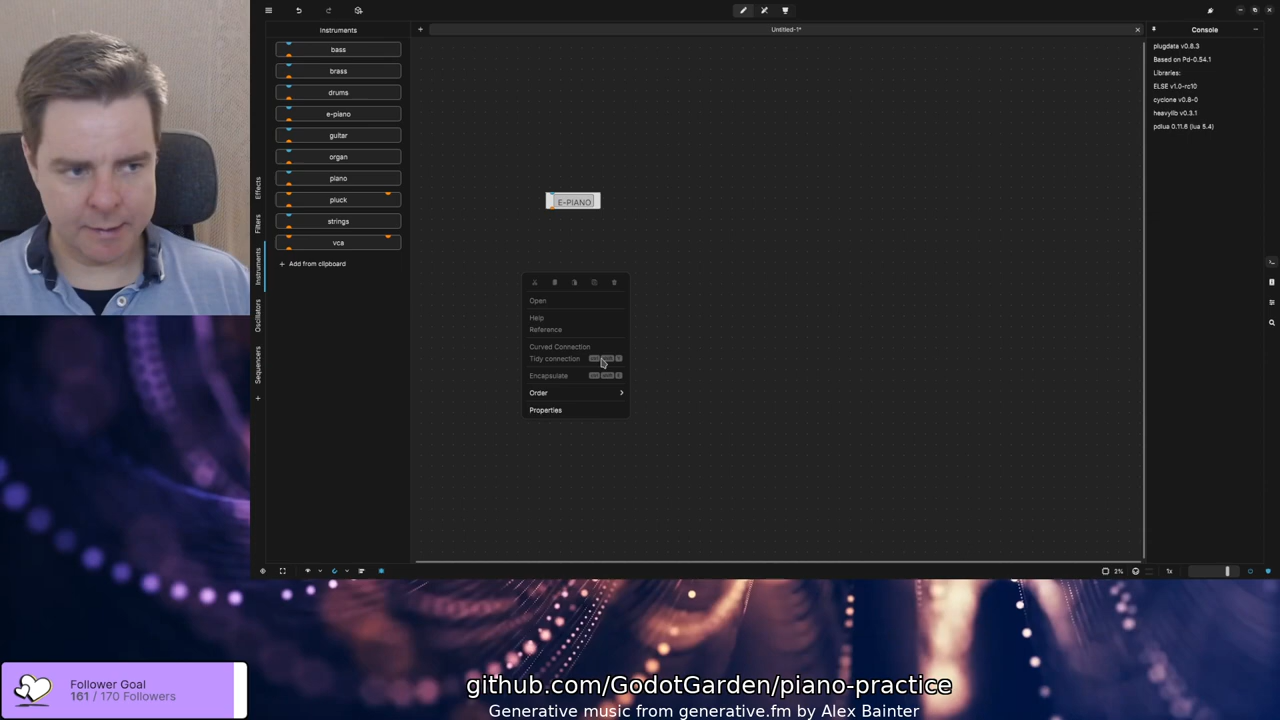 Instruments
bass
brass
drums
e-piano
guitar
organ
piano
pluck
strings
vca
Add from clipboard
Effects
Filters
Instruments
Oscillators
Sequencers
Untitled-1*
E-PIANO
Open
Help
Reference
Curved Connection
Tidy connection
Encapsulate
Order
Properties
Console
plugdata v0.8.3
Based on Pd-0.54.1
Libraries:
ELSE v1.0-rc10
cyclone v0.8-0
heavylib v0.3.1
pdlua 0.11.6 (lua 5.4)
2%
1x
Follower Goal
161 / 170 Followers
github.com/GodotGarden/piano-practice
Generative music from generative.fm by Alex Bainter